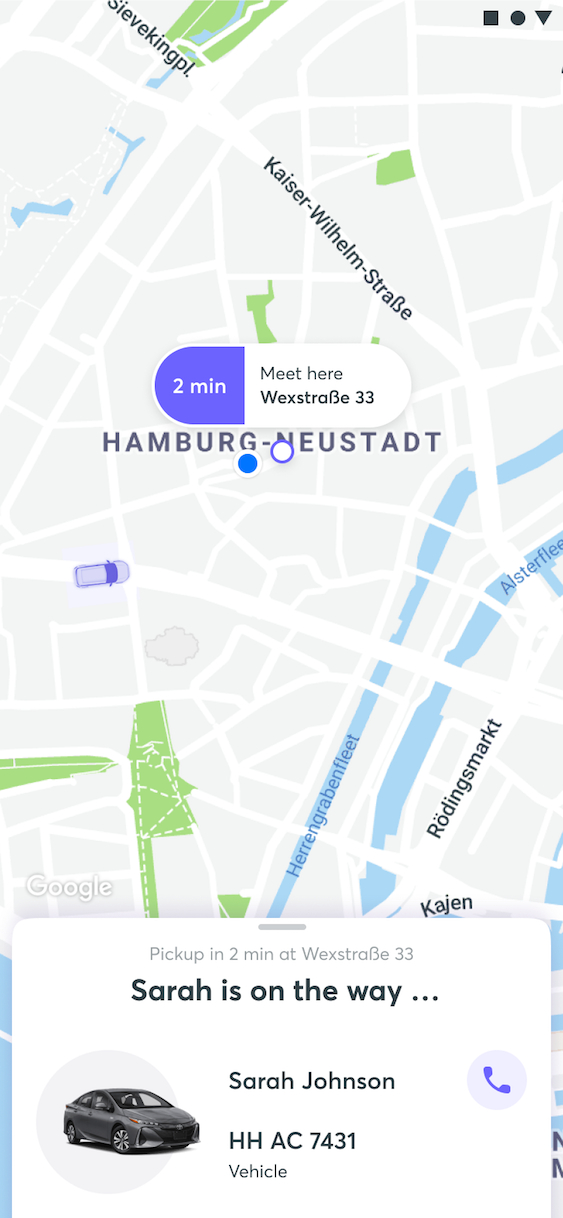 Sievekingpl.
Kaiser-Wilhelm-Straße
2 min
Meet here
Wexstraße 33
HAMBURG-NEUSTADT
Alsterflee
Herrengrabenfleet
Rödingsmarkt
Google
Kajen
Pickup in 2 min at Wexstraße 33
Sarah is on the way …
Sarah Johnson
HH AC 7431
Vehicle
N
M